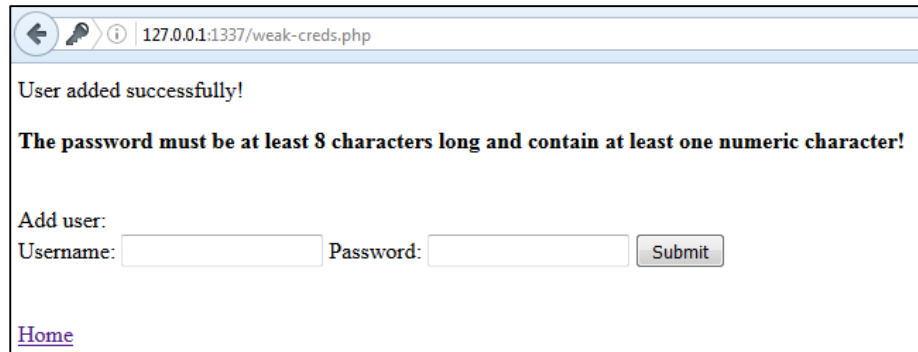 127.0.0.1:1337/weak-creds.php
User added successfully!
The password must be at least 8 characters long and contain at least one numeric character!
Add user:
Username: Password: Submit
Home